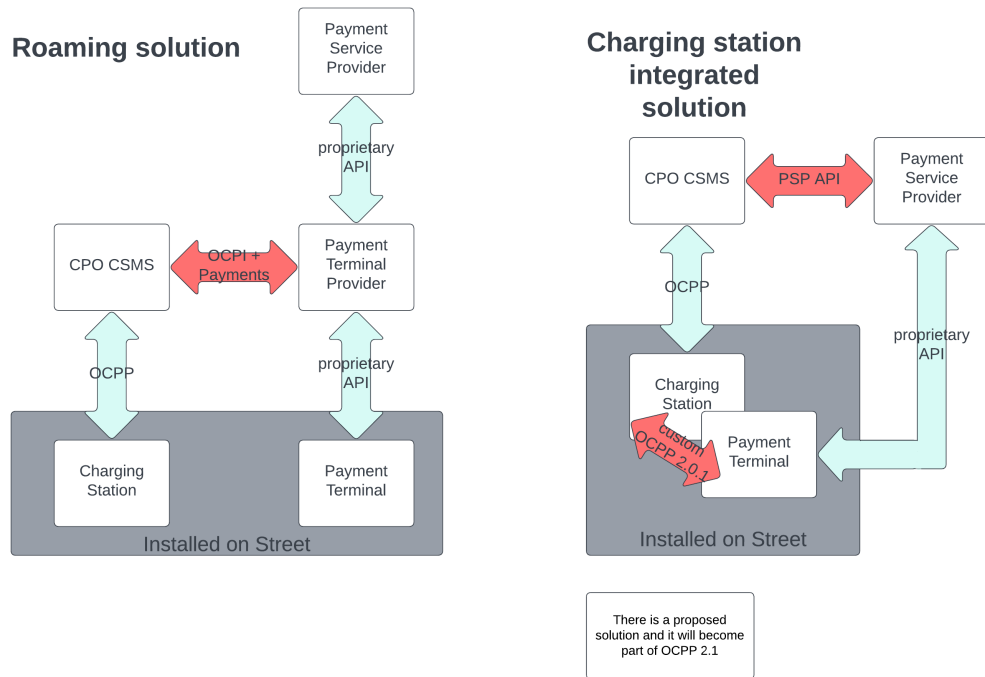 Roaming solution
Payment
Service
Provider
proprietary
API
CPO CSMS
OCPI +
Payments
Payment
Terminal
Provider
OCPP
proprietary
API
Charging
Station
Payment
Terminal
Installed on Street
Charging station
integrated
solution
CPO CSMS
PSP API
Payment
Service
Provider
OCPP
proprietary
API
Charging
Station
custom
OCPP 2.0.1
Payment
Terminal
Installed on Street
There is a proposed
solution and it will become
part of OCPP 2.1